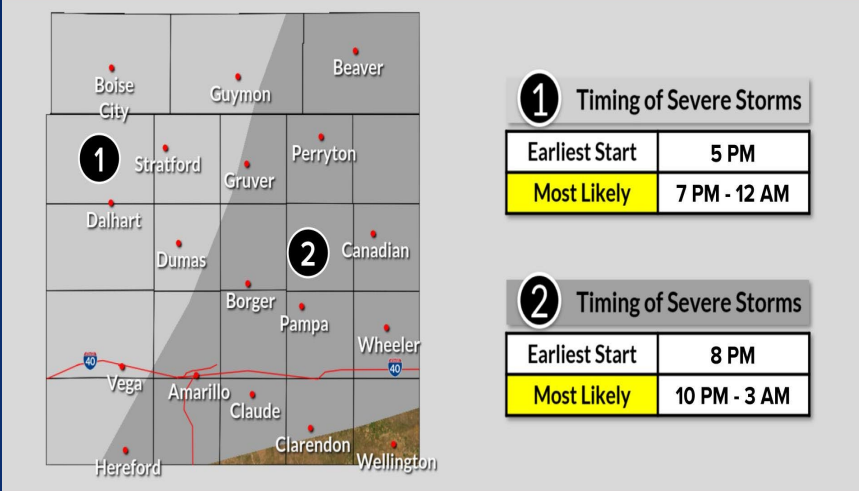 Boise
City
Guymon
Beaver
1
Stratford
Gruver
Perryton
Dalhart
Dumas
2
Canadian
Borger
Pampa
Wheeler
40
Vega
Amarillo
40
Claude
Clarendon
Hereford
Wellington
1 Timing of Severe Storms
Earliest Start 5 PM
Most Likely 7 PM - 12 AM
2 Timing of Severe Storms
Earliest Start 8 PM
Most Likely 10 PM - 3 AM